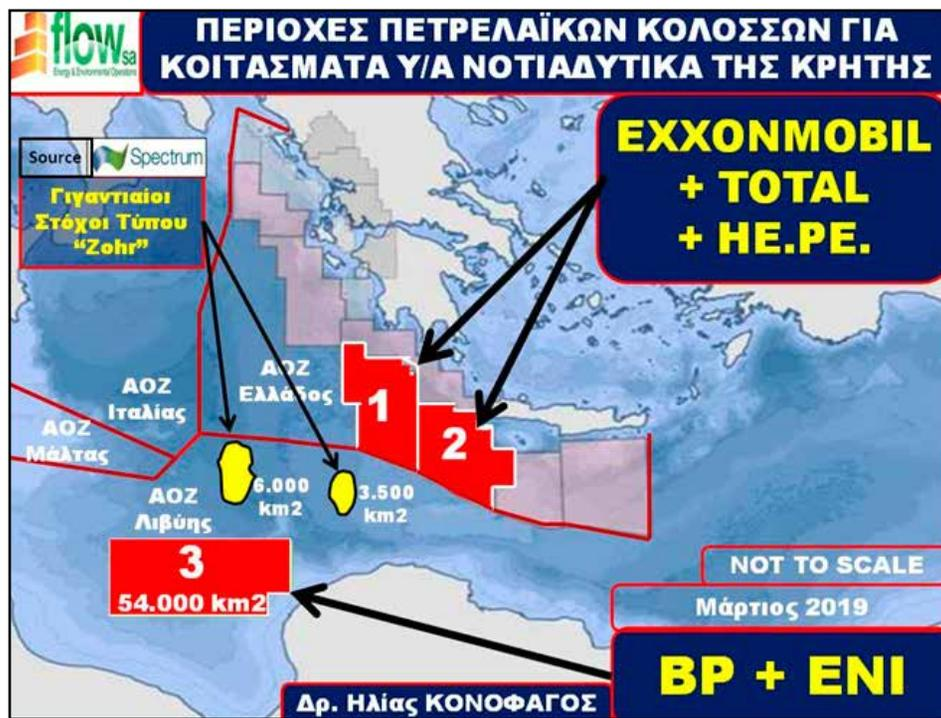 flow sa
Energy & Environmental Operations
ΠΕΡΙΟΧΕΣ ΠΕΤΡΕΛΑΪΚΩΝ ΚΟΛΟΣΣΩΝ ΓΙΑ
ΚΟΙΤΑΣΜΑΤΑ Υ/Α ΝΟΤΙΑΔΥΤΙΚΑ ΤΗΣ ΚΡΗΤΗΣ
Source Spectrum
Γιγαντιαίοι
Στόχοι Τύπου
“Zohr”
EXXONMOBIL
+ TOTAL
+ HE.PE.
ΑΟΖ
Ιταλίας
ΑΟΖ
Ελλάδος
1
2
ΑΟΖ
Μάλτας
6.000
km2
3.500
km2
ΑΟΖ
Λιβύης
3
54.000 km2
NOT TO SCALE
Μάρτιος 2019
BP + ENI
Δρ. Ηλίας ΚΟΝΟΦΑΓΟΣ